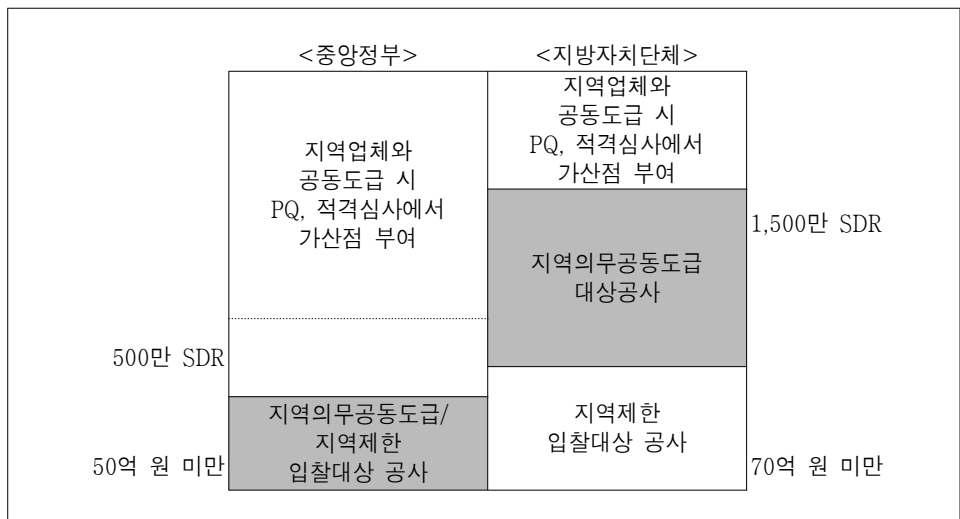 <중앙정부>
<지방자치단체>
지역업체와
공동도급 시
PQ, 적격심사에서
가산점 부여
지역업체와
공동도급 시
PQ, 적격심사에서
가산점 부여
1,500만 SDR
지역의무공동도급
대상공사
500만 SDR
지역의무공동도급/
지역제한
입찰대상 공사
지역제한
입찰대상 공사
50억 원 미만
70억 원 미만